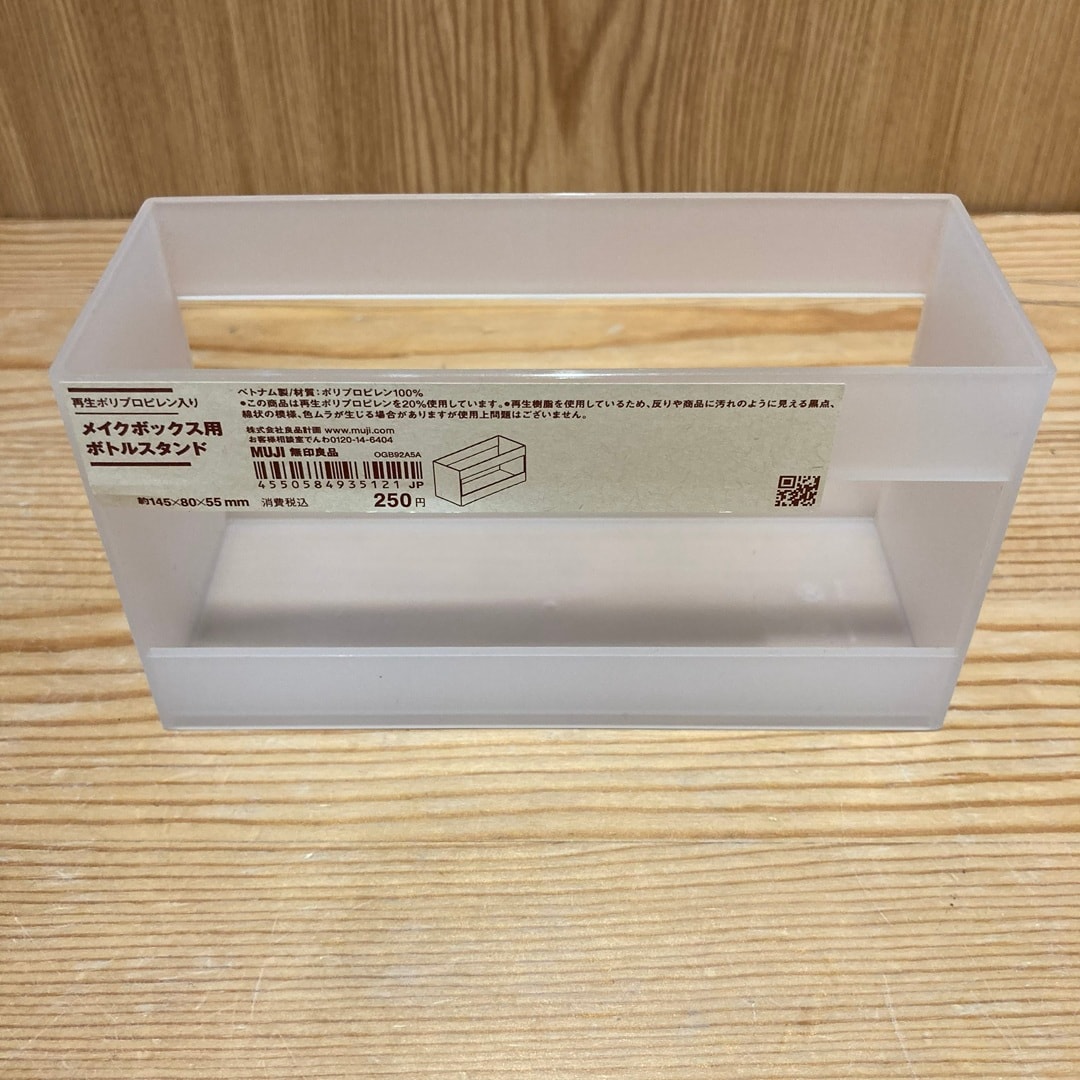 再生ポリプロピレン入り
メイクボックス用
ボトルスタンド
約145×80×55mm
ベトナム製/材質:ポリプロピレン100%
●この商品は再生ポリプロピレンを20%使用しています。●再生樹脂を使用しているため、反りや商品に汚れのように見える黒点、
綿状の模様、色ムラが生じる場合がありますが使用上問題はございません。
株式会社良品計画 www.muji.com
お客様相談室でんわ0120-14-6404
MUJI 無印良品 OGB92A5A
4550584935121 JP
消費税込 250円